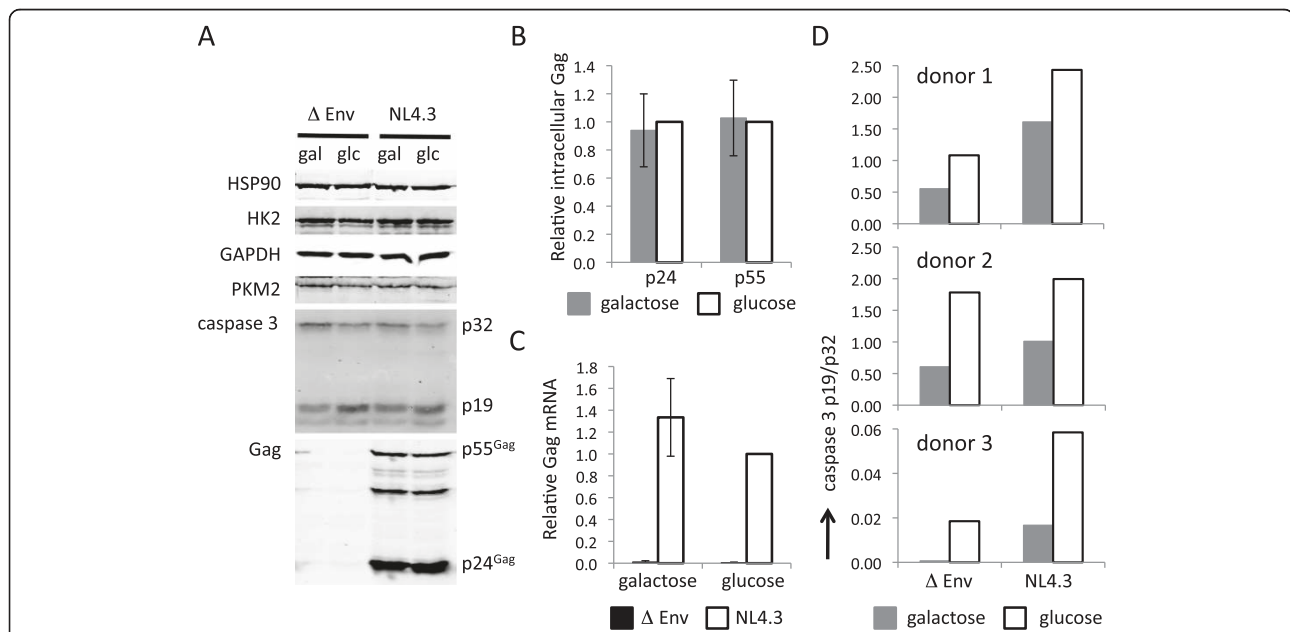 A
Δ Env NL4.3
gal glc gal glc
HSP90
HK2
GAPDH
PKM2
caspase 3 p32
p19
Gag p55Gag
p24Gag
B
Relative intracellular Gag
1.4
1.2
1.0
0.8
0.6
0.4
0.2
0.0
p24 p55
galactose glucose
C
Relative Gag mRNA
1.8
1.6
1.4
1.2
1.0
0.8
0.6
0.4
0.2
0.0
galactose glucose
Δ Env NL4.3
D
caspase 3 p19/p32
donor 1
2.50
2.00
1.50
1.00
0.50
0.00
donor 2
2.50
2.00
1.50
1.00
0.50
0.00
donor 3
0.06
0.04
0.02
0.00
Δ Env NL4.3
galactose glucose